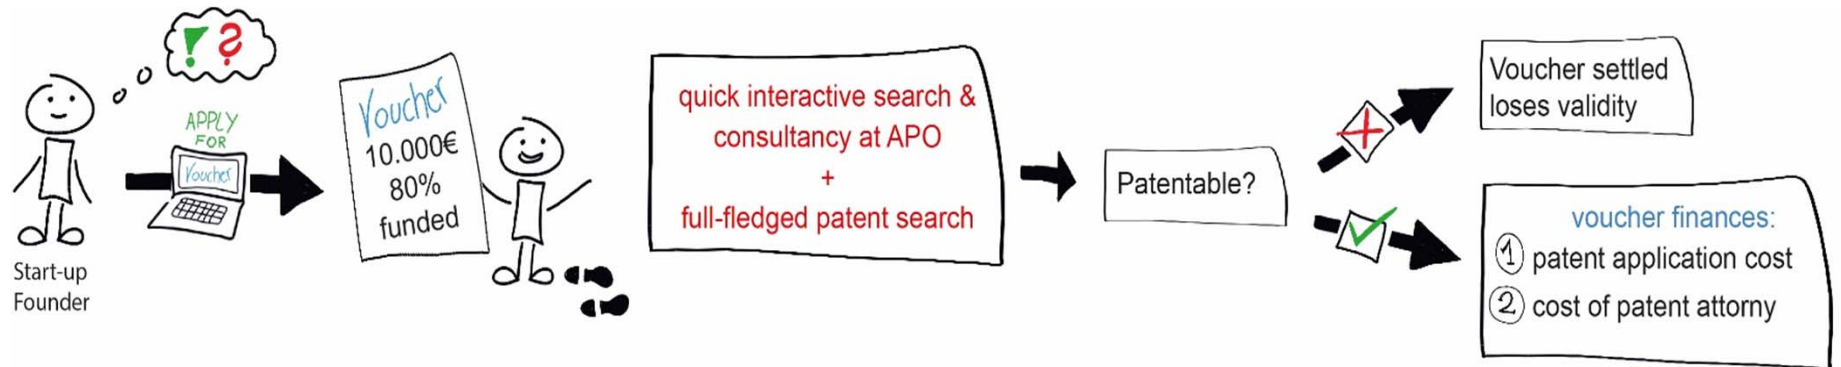 ! ?
APPLY
FOR
Voucher
Start-up
Founder
Voucher
10.000€
80%
funded
quick interactive search &
consultancy at APO
+
full-fledged patent search
Patentable?
Voucher settled
loses validity
voucher finances:
1 patent application cost
2 cost of patent attorny